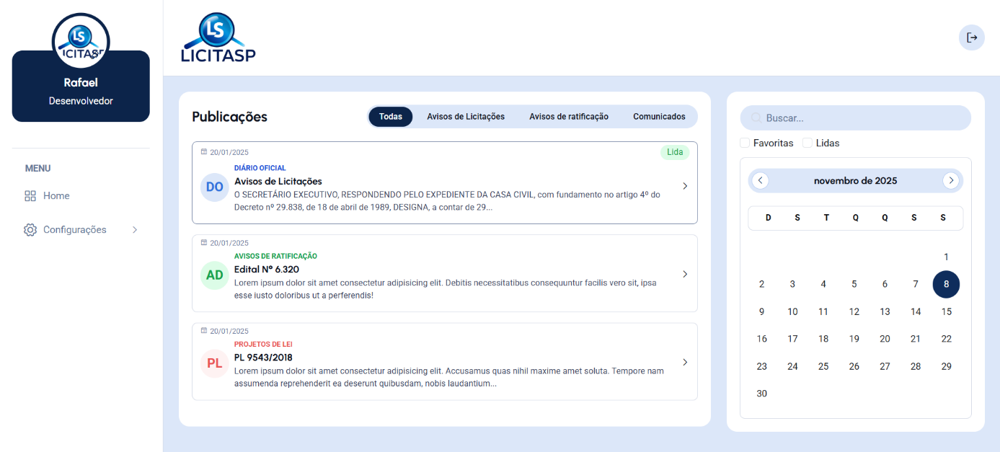 LS
ICITASP
Rafael
Desenvolvedor
MENU
Home
Configurações
LS
LICITASP
Publicações
Todas
Avisos de Licitações
Avisos de ratificação
Comunicados
20/01/2025
Lida
DIÁRIO OFICIAL
DO
Avisos de Licitações
O SECRETÁRIO EXECUTIVO, RESPONDENDO PELO EXPEDIENTE DA CASA CIVIL, com fundamento no artigo 4º do
Decreto nº 29.838, de 18 de abril de 1989, DESIGNA, a contar de 29...
20/01/2025
AVISOS DE RATIFICAÇÃO
AD
Edital Nº 6.320
Lorem ipsum dolor sit amet consectetur adipisicing elit. Debitis necessitatibus consequuntur facilis vero sit, ipsa
esse iusto doloribus ut a perferendis!
20/01/2025
PROJETOS DE LEI
PL
PL 9543/2018
Lorem ipsum dolor sit amet consectetur adipisicing elit. Accusamus quas nihil maxime amet soluta. Tempore nam
assumenda reprehenderit ea deserunt quibusdam, nobis laudantium...
Buscar...
Favoritas
Lidas
novembro de 2025
D S T Q Q S S
1
2 3 4 5 6 7 8
9 10 11 12 13 14 15
16 17 18 19 20 21 22
23 24 25 26 27 28 29
30